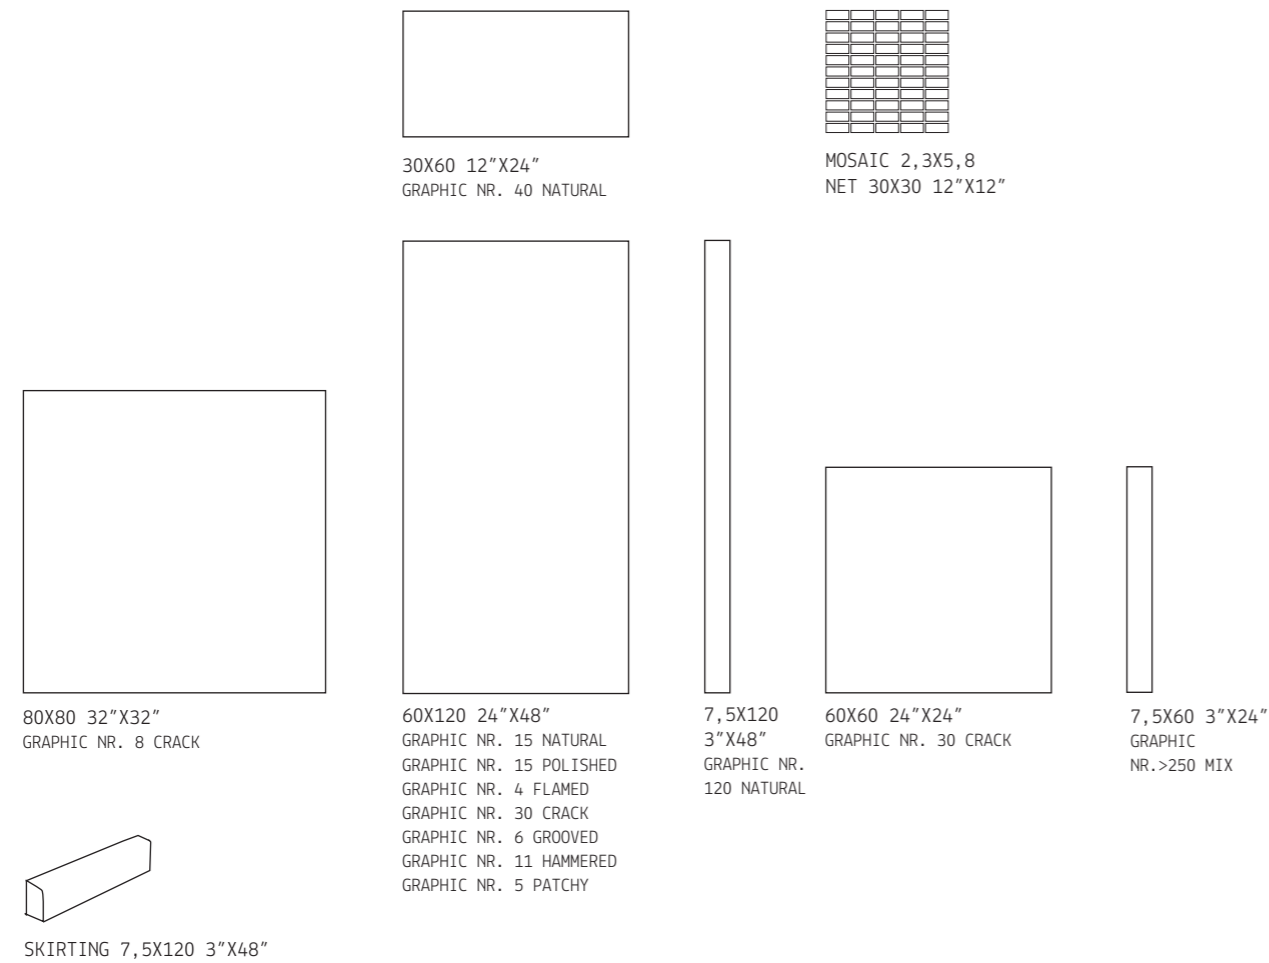 30X60 12″X24″
GRAPHIC NR. 40 NATURAL
MOSAIC 2,3X5,8
NET 30X30 12″X12″
80X80 32″X32″
GRAPHIC NR. 8 CRACK
60X120 24″X48″
GRAPHIC NR. 15 NATURAL
GRAPHIC NR. 15 POLISHED
GRAPHIC NR. 4 FLAMED
GRAPHIC NR. 30 CRACK
GRAPHIC NR. 6 GROOVED
GRAPHIC NR. 11 HAMMERED
GRAPHIC NR. 5 PATCHY
7,5X120
3″X48″
GRAPHIC NR.
120 NATURAL
60X60 24″X24″
GRAPHIC NR. 30 CRACK
7,5X60 3″X24″
GRAPHIC
NR.>250 MIX
SKIRTING 7,5X120 3″X48″